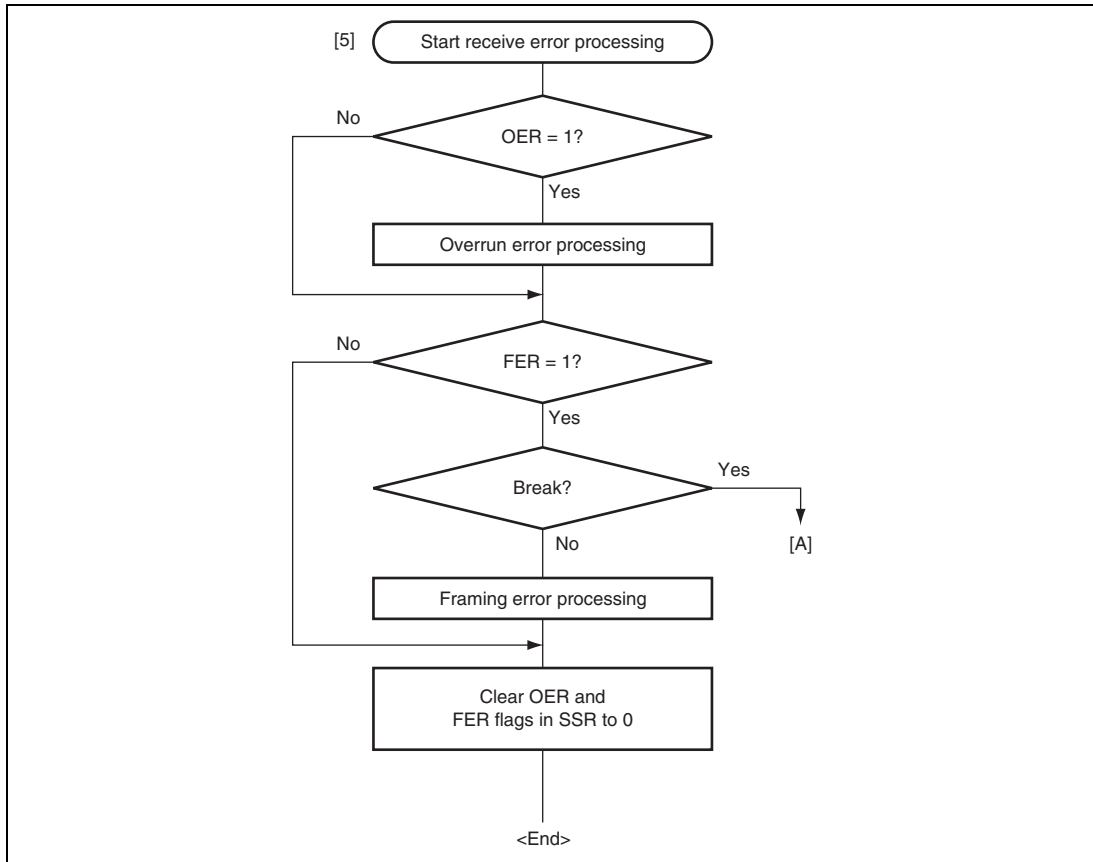 [5]
Start receive error processing
No
OER = 1?
Yes
Overrun error processing
No
FER = 1?
Yes
Break?
Yes
No
[A]
Framing error processing
Clear OER and
FER flags in SSR to 0
<End>